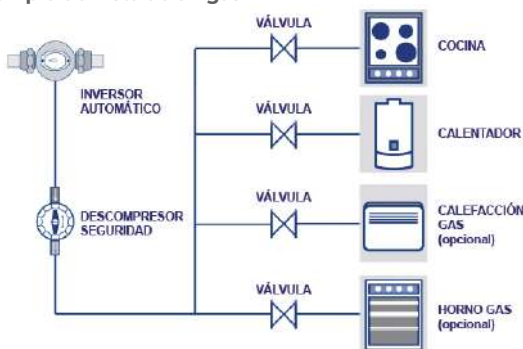 VÁLVULA
COCINA
INVERSOR
AUTOMÁTICO
VÁLVULA
CALENTADOR
VÁLVULA
DESCOMPRESOR
SEGURIDAD
CALEFACCIÓN
GAS
(opcional)
VÁLVULA
HORNO GAS
(opcional)